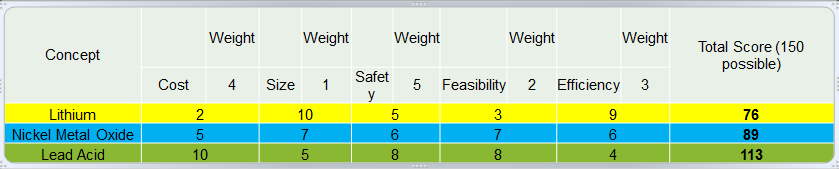 Concept Weight Weight Weight Weight Weight Total Score (150 possible)
Cost 4 Size 1 Safety 5 Feasibility 2 Efficiency 3
Lithium 2 10 5 3 9 76
Nickel Metal Oxide 5 7 6 7 6 89
Lead Acid 10 5 8 8 4 113